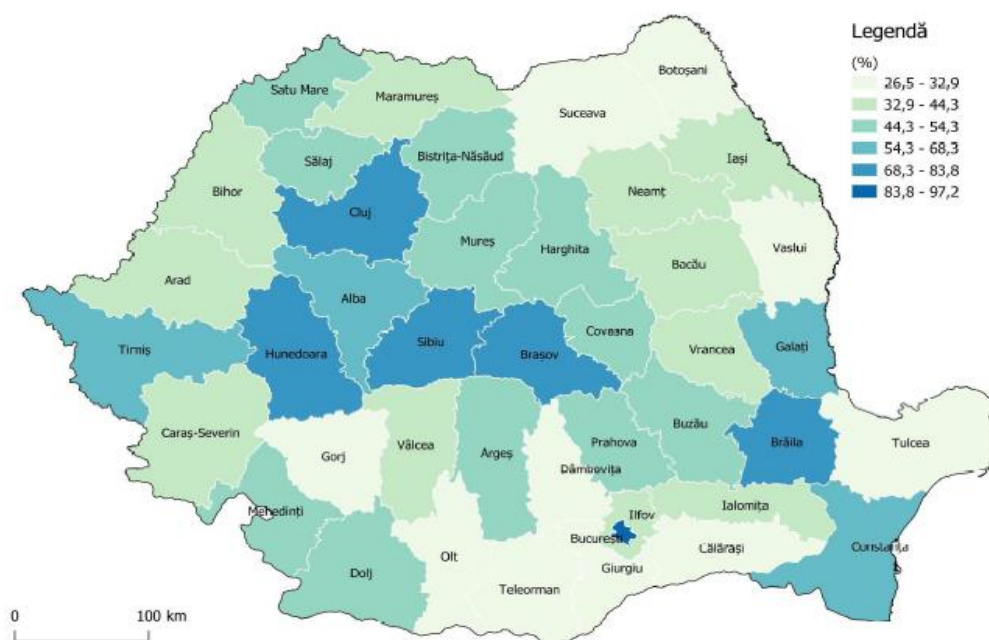 Legendă
(%)
26,5 - 32,9
32,9 - 44,3
44,3 - 54,3
54,3 - 68,3
68,3 - 83,8
83,8 - 97,2
Botoșani
Satu Mare
Maramureș
Suceava
Sălaj
Bistrița-Năsăud
Iași
Bihor
Neamț
Cluj
Mureș
Harghita
Vaslui
Bacău
Arad
Alba
Timiș
Hunedoara
Sibiu
Brașov
Covasna
Vrancea
Galați
Caraș-Severin
Gorj
Vâlcea
Argeș
Prahova
Buzău
Brăila
Tulcea
Dâmbovița
Mehedinți
Ilfov
Ialomița
București
Călărași
Constanța
Olt
Giurgiu
Dolj
Teleorman
0 100 km